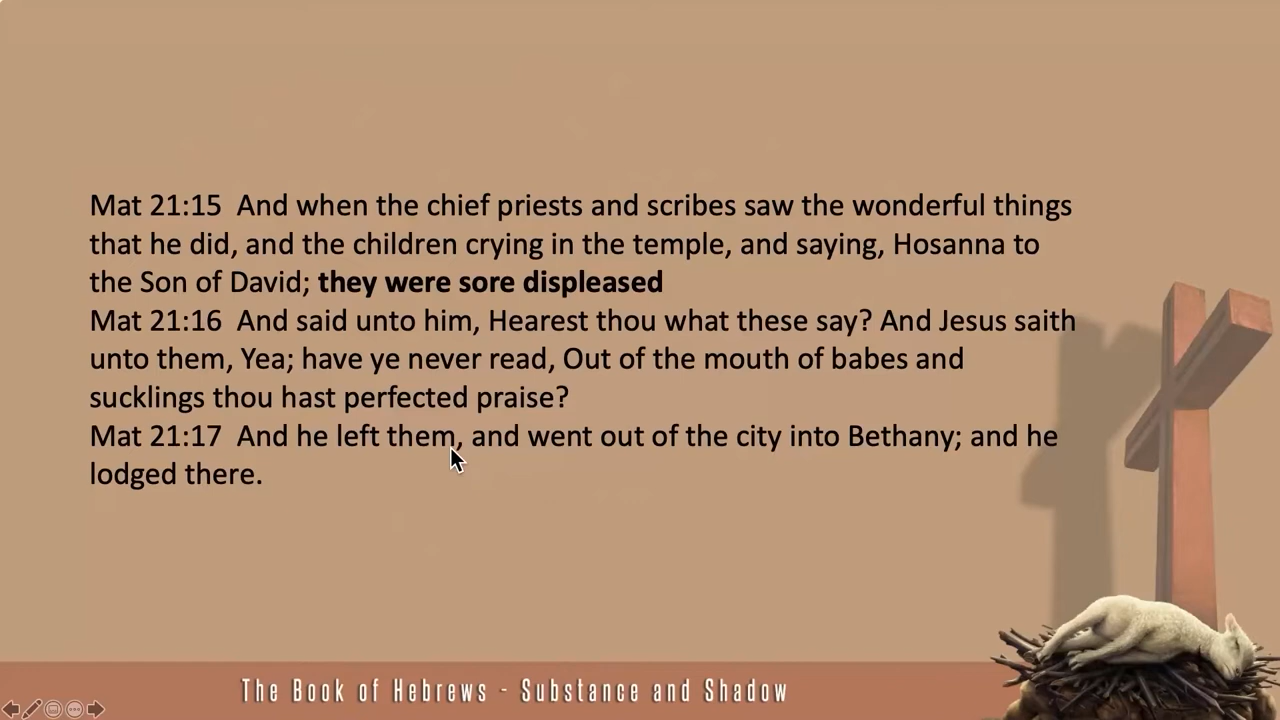 Mat 21:15  And when the chief priests and scribes saw the wonderful things
that he did, and the children crying in the temple, and saying, Hosanna to
the Son of David; they were sore displeased
Mat 21:16  And said unto him, Hearest thou what these say? And Jesus saith
unto them, Yea; have ye never read, Out of the mouth of babes and
sucklings thou hast perfected praise?
Mat 21:17  And he left them, and went out of the city into Bethany; and he
lodged there.
The Book of Hebrews - Substance and Shadow